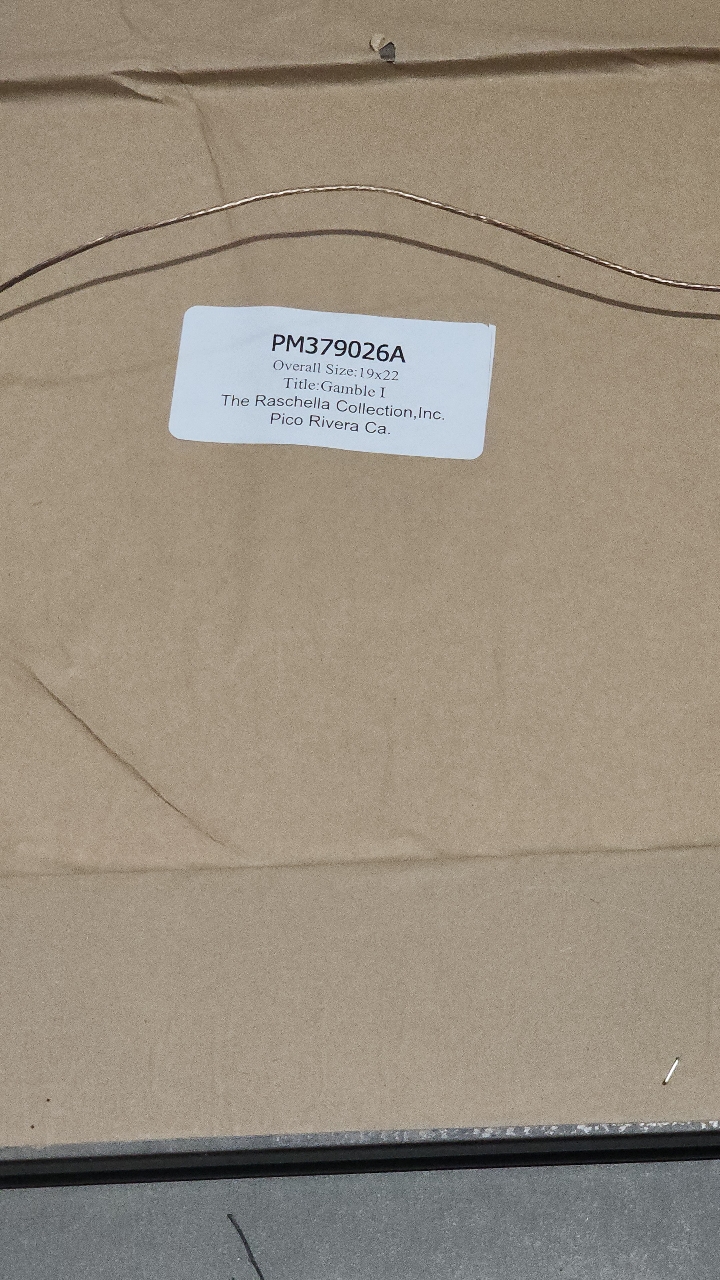 PM379026A
Overall Size:19x22
Title:Gamble I
The Raschella Collection,Inc.
Pico Rivera Ca.